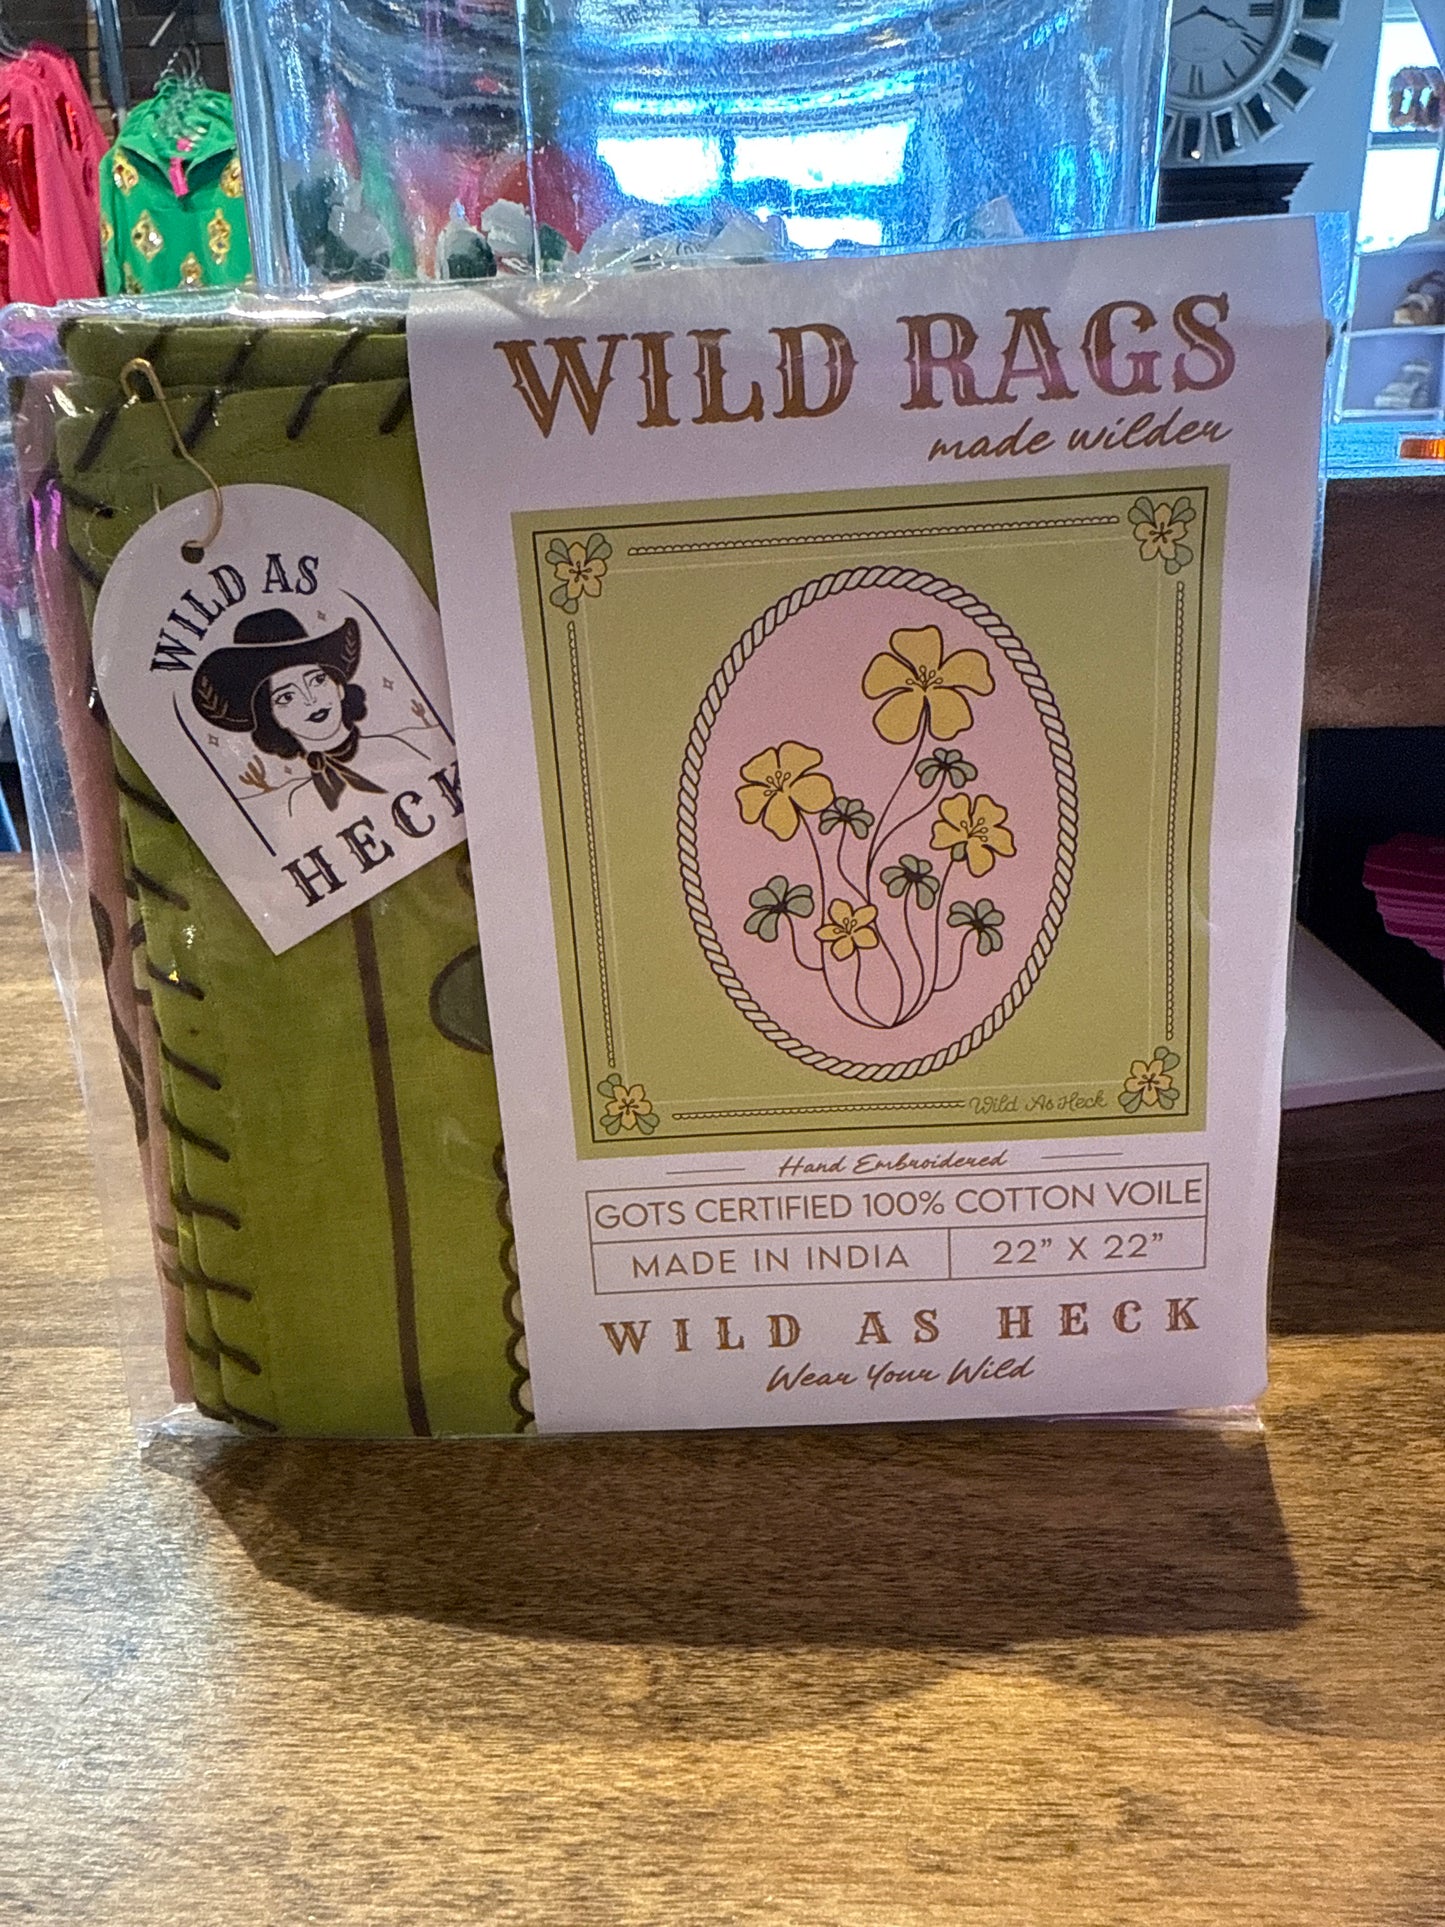 WILD RAGS
made wilder
WILD AS
HECK
Wild As Heck
Hand Embroidered
GOTS CERTIFIED 100% COTTON VOILE
MADE IN INDIA
22" X 22"
WILD AS HECK
Wear Your Wild